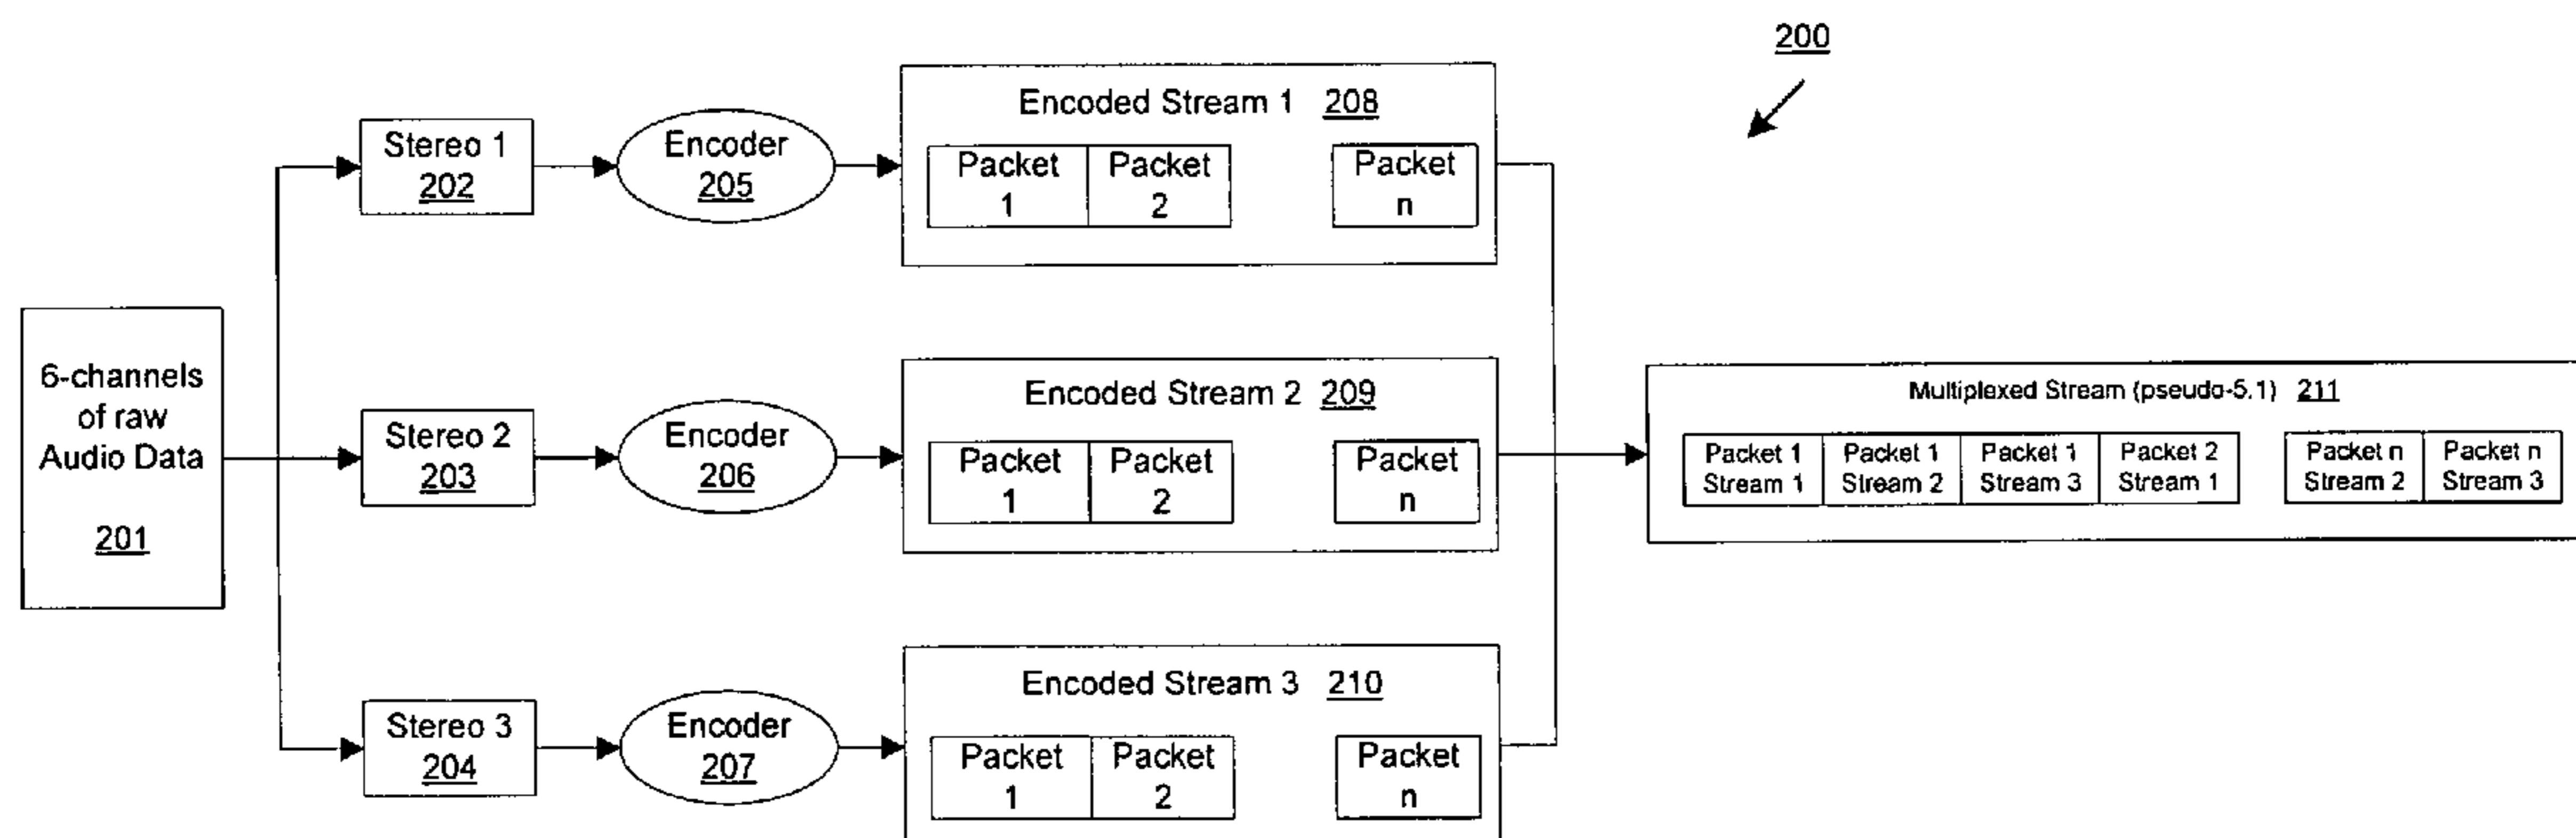 200
6-channels
of raw
Audio Data
201
Stereo 1
202
Encoder
205
Encoded Stream 1 208
Packet
1
Packet
2
Packet
n
Stereo 2
203
Encoder
206
Encoded Stream 2 209
Packet
1
Packet
2
Packet
n
Stereo 3
204
Encoder
207
Encoded Stream 3 210
Packet
1
Packet
2
Packet
n
Multiplexed Stream (pseudo-5.1) 211
Packet 1
Stream 1
Packet 1
Stream 2
Packet 1
Stream 3
Packet 2
Stream 1
Packet n
Stream 2
Packet n
Stream 3